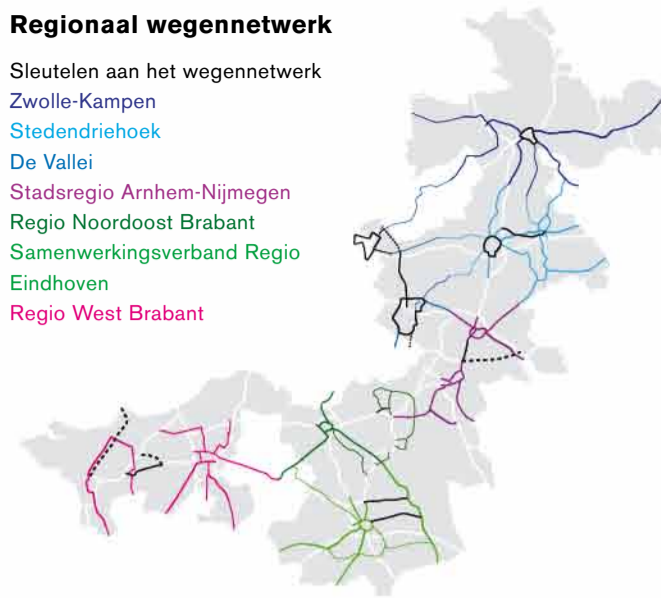 Regionaal wegennetwerk
Sleutelen aan het wegennetwerk
Zwolle-Kampen
Stedendriehoek
De Vallei
Stadsregio Arnhem-Nijmegen
Regio Noordoost Brabant
Samenwerkingsverband Regio
Eindhoven
Regio West Brabant